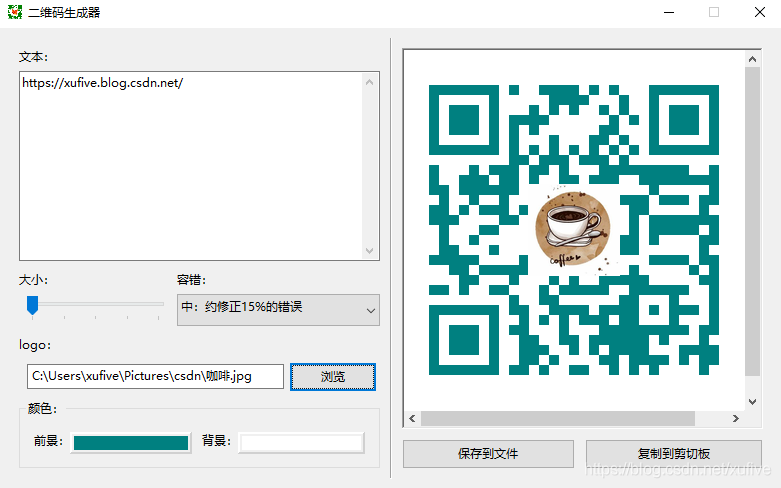 二维码生成器
文本：
https://xufive.blog.csdn.net/
大小：
容错：
中：约修正15%的错误
logo：
C:\Users\xufive\Pictures\csdn\咖啡.jpg
浏览
颜色：
前景：
背景：
coffee
保存到文件
复制到剪切板
https://blog.csdn.net/xufive